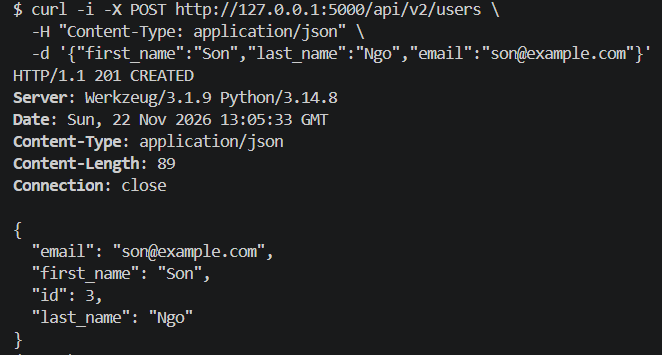 $ curl -i -X POST http://127.0.0.1:5000/api/v2/users \
  -H "Content-Type: application/json" \
  -d '{"first_name":"Son","last_name":"Ngo","email":"son@example.com"}'
HTTP/1.1 201 CREATED
Server: Werkzeug/3.1.9 Python/3.14.8
Date: Sun, 22 Nov 2026 13:05:33 GMT
Content-Type: application/json
Content-Length: 89
Connection: close

{
  "email": "son@example.com",
  "first_name": "Son",
  "id": 3,
  "last_name": "Ngo"
}